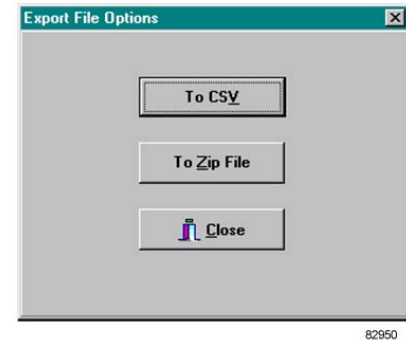 Export File Options
To CSV
To Zip File
Close
82950